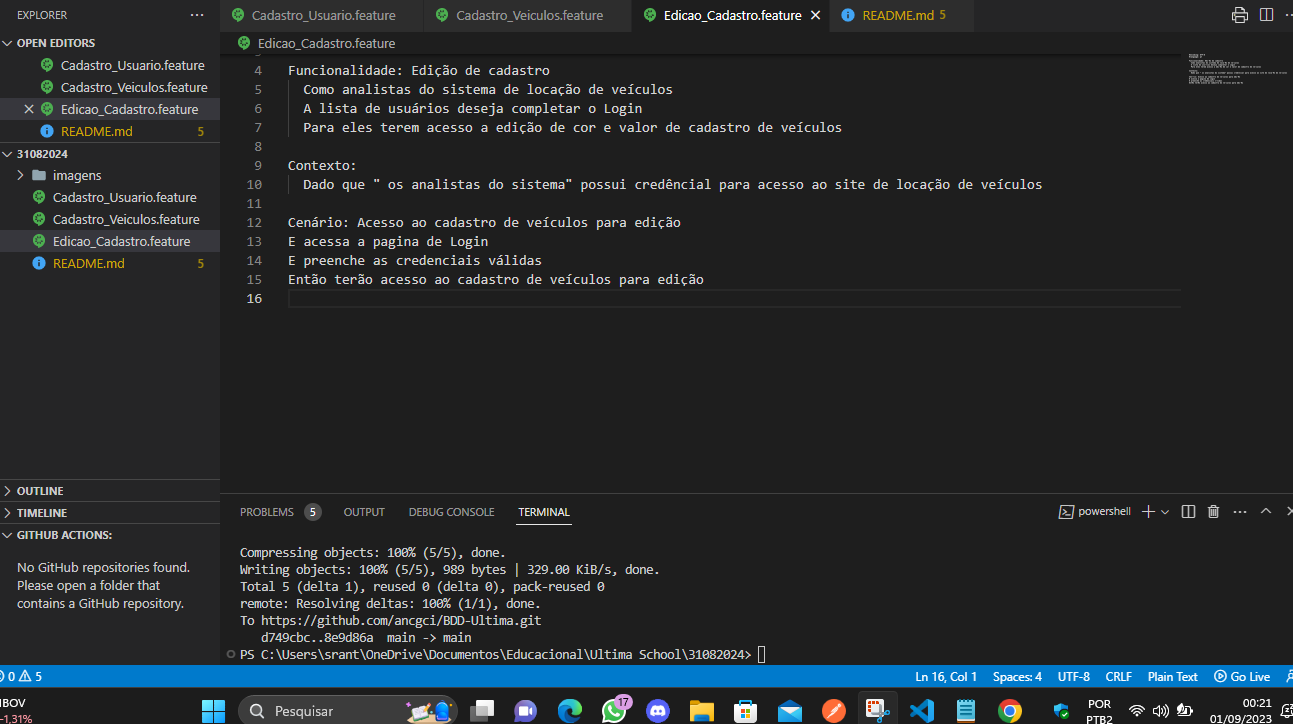 EXPLORER
OPEN EDITORS
Cadastro_Usuario.feature
Cadastro_Veiculos.feature
Edicao_Cadastro.feature
README.md 5
31082024
imagens
Cadastro_Usuario.feature
Cadastro_Veiculos.feature
Edicao_Cadastro.feature
README.md 5
OUTLINE
TIMELINE
GITHUB ACTIONS:
No GitHub repositories found.
Please open a folder that
contains a GitHub repository.
Cadastro_Usuario.feature Cadastro_Veiculos.feature Edicao_Cadastro.feature README.md 5
Edicao_Cadastro.feature
4 Funcionalidade: Edição de cadastro
5 Como analistas do sistema de locação de veículos
6 A lista de usuários deseja completar o Login
7 Para eles terem acesso a edição de cor e valor de cadastro de veículos
8
9 Contexto:
10 Dado que " os analistas do sistema" possui credêncial para acesso ao site de locação de veículos
11
12 Cenário: Acesso ao cadastro de veículos para edição
13 E acessa a pagina de Login
14 E preenche as credenciais válidas
15 Então terão acesso ao cadastro de veículos para edição
16
PROBLEMS 5 OUTPUT DEBUG CONSOLE TERMINAL powershell
Compressing objects: 100% (5/5), done.
Writing objects: 100% (5/5), 989 bytes | 329.00 KiB/s, done.
Total 5 (delta 1), reused 0 (delta 0), pack-reused 0
remote: Resolving deltas: 100% (1/1), done.
To https://github.com/ancgci/BDD-Ultima.git
d749cbc..8e9d86a main -> main
PS C:\Users\srant\OneDrive\Documentos\Educacional\Ultima School\31082024>
0 5 Ln 16, Col 1 Spaces: 4 UTF-8 CRLF Plain Text Go Live
IBOV
-1,31%
Pesquisar
17
POR
PTB2
00:21
01/09/2023